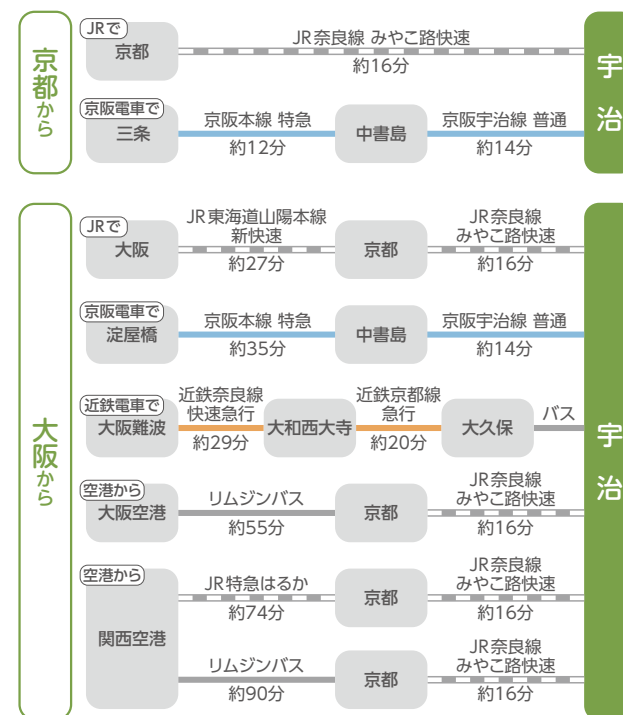 京都から
JRで
京都
JR奈良線 みやこ路快速
約16分
京阪電車で
三条
京阪本線 特急
約12分
中書島
京阪宇治線 普通
約14分
宇治
大阪から
JRで
大阪
JR東海道山陽本線
新快速
約27分
京都
JR奈良線
みやこ路快速
約16分
京阪電車で
淀屋橋
京阪本線 特急
約35分
中書島
京阪宇治線 普通
約14分
近鉄電車で
大阪難波
近鉄奈良線
快速急行
約29分
大和西大寺
近鉄京都線
急行
約20分
大久保
バス
空港から
大阪空港
リムジンバス
約55分
京都
JR奈良線
みやこ路快速
約16分
空港から
関西空港
JR特急はるか
約74分
京都
JR奈良線
みやこ路快速
約16分
リムジンバス
約90分
京都
JR奈良線
みやこ路快速
約16分
宇治